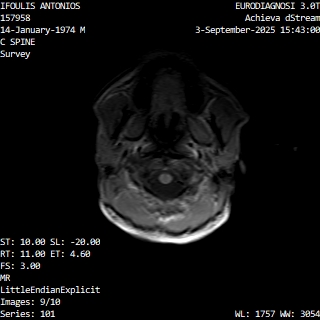 IFOULIS ANTONIOS
157958
14-January-1974 M
C SPINE
Survey
EURODIAGNOSI 3.0T
Achieva dStream
3-September-2025 15:43:00
ST: 10.00 SL: -20.00
RT: 11.00 ET: 4.60
FS: 3.00
MR
LittleEndianExplicit
Images: 9/10
Series: 101
WL: 1757 WW: 3054